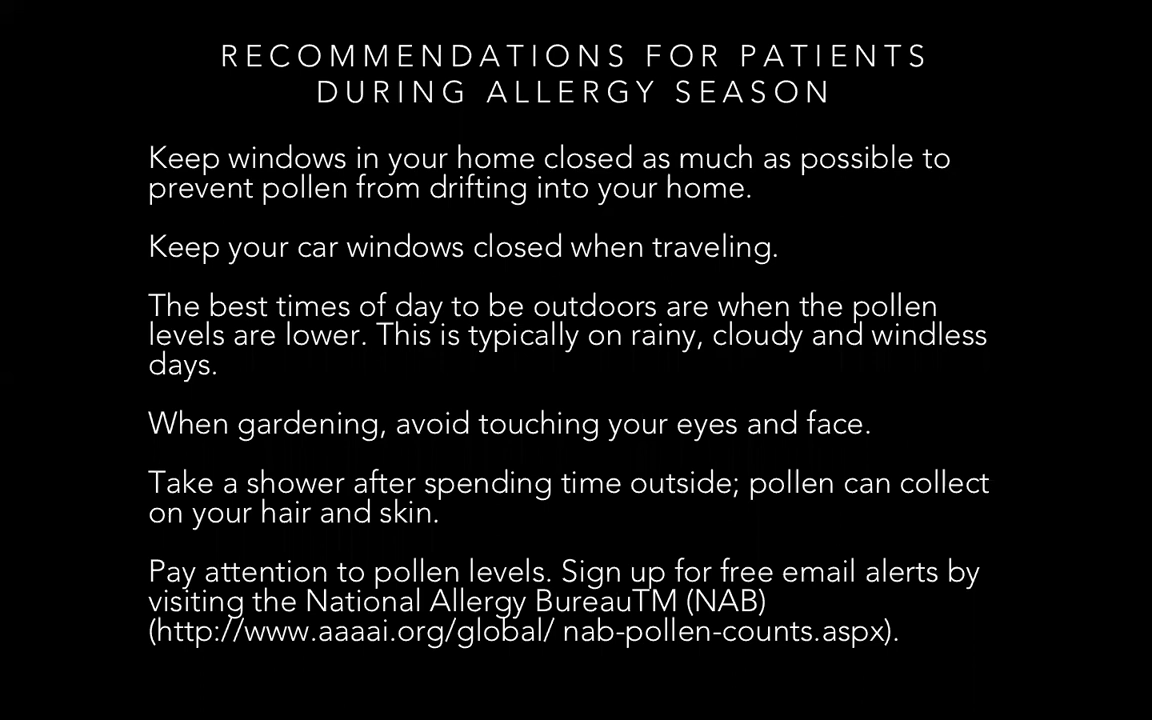 RECOMMENDATIONS FOR PATIENTS
DURING ALLERGY SEASON
Keep windows in your home closed as much as possible to
prevent pollen from drifting into your home.
Keep your car windows closed when traveling.
The best times of day to be outdoors are when the pollen
levels are lower. This is typically on rainy, cloudy and windless
days.
When gardening, avoid touching your eyes and face.
Take a shower after spending time outside; pollen can collect
on your hair and skin.
Pay attention to pollen levels. Sign up for free email alerts by
visiting the National Allergy BureauTM (NAB)
(http://www.aaaai.org/global/ nab-pollen-counts.aspx).